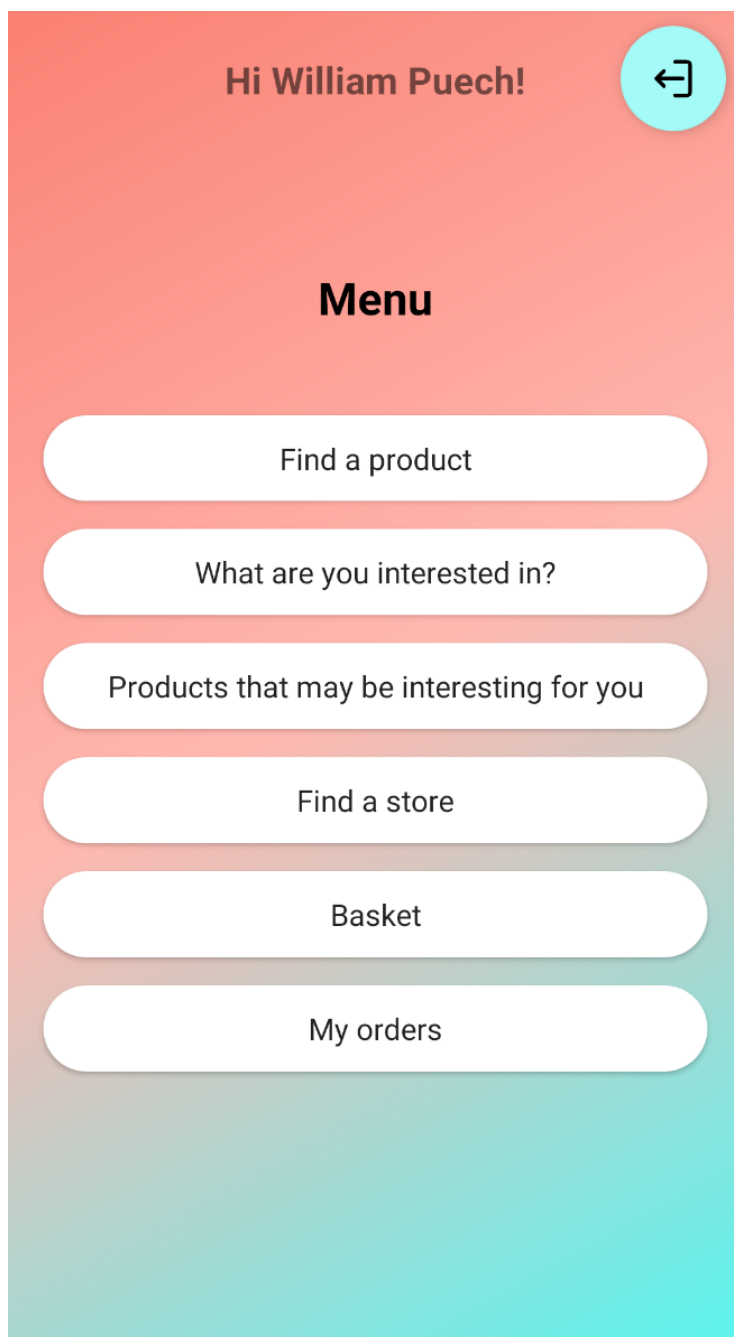 Hi William Puech!
Menu
Find a product
What are you interested in?
Products that may be interesting for you
Find a store
Basket
My orders